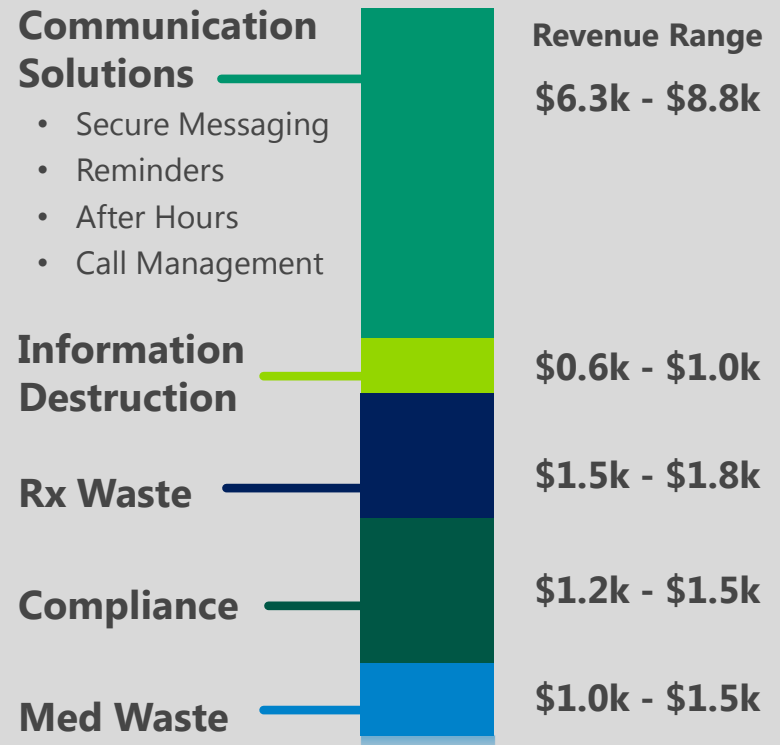 Communication
Solutions
• Secure Messaging
• Reminders
• After Hours
• Call Management
Revenue Range
$6.3k - $8.8k
Information
Destruction
$0.6k - $1.0k
Rx Waste
$1.5k - $1.8k
Compliance
$1.2k - $1.5k
Med Waste
$1.0k - $1.5k